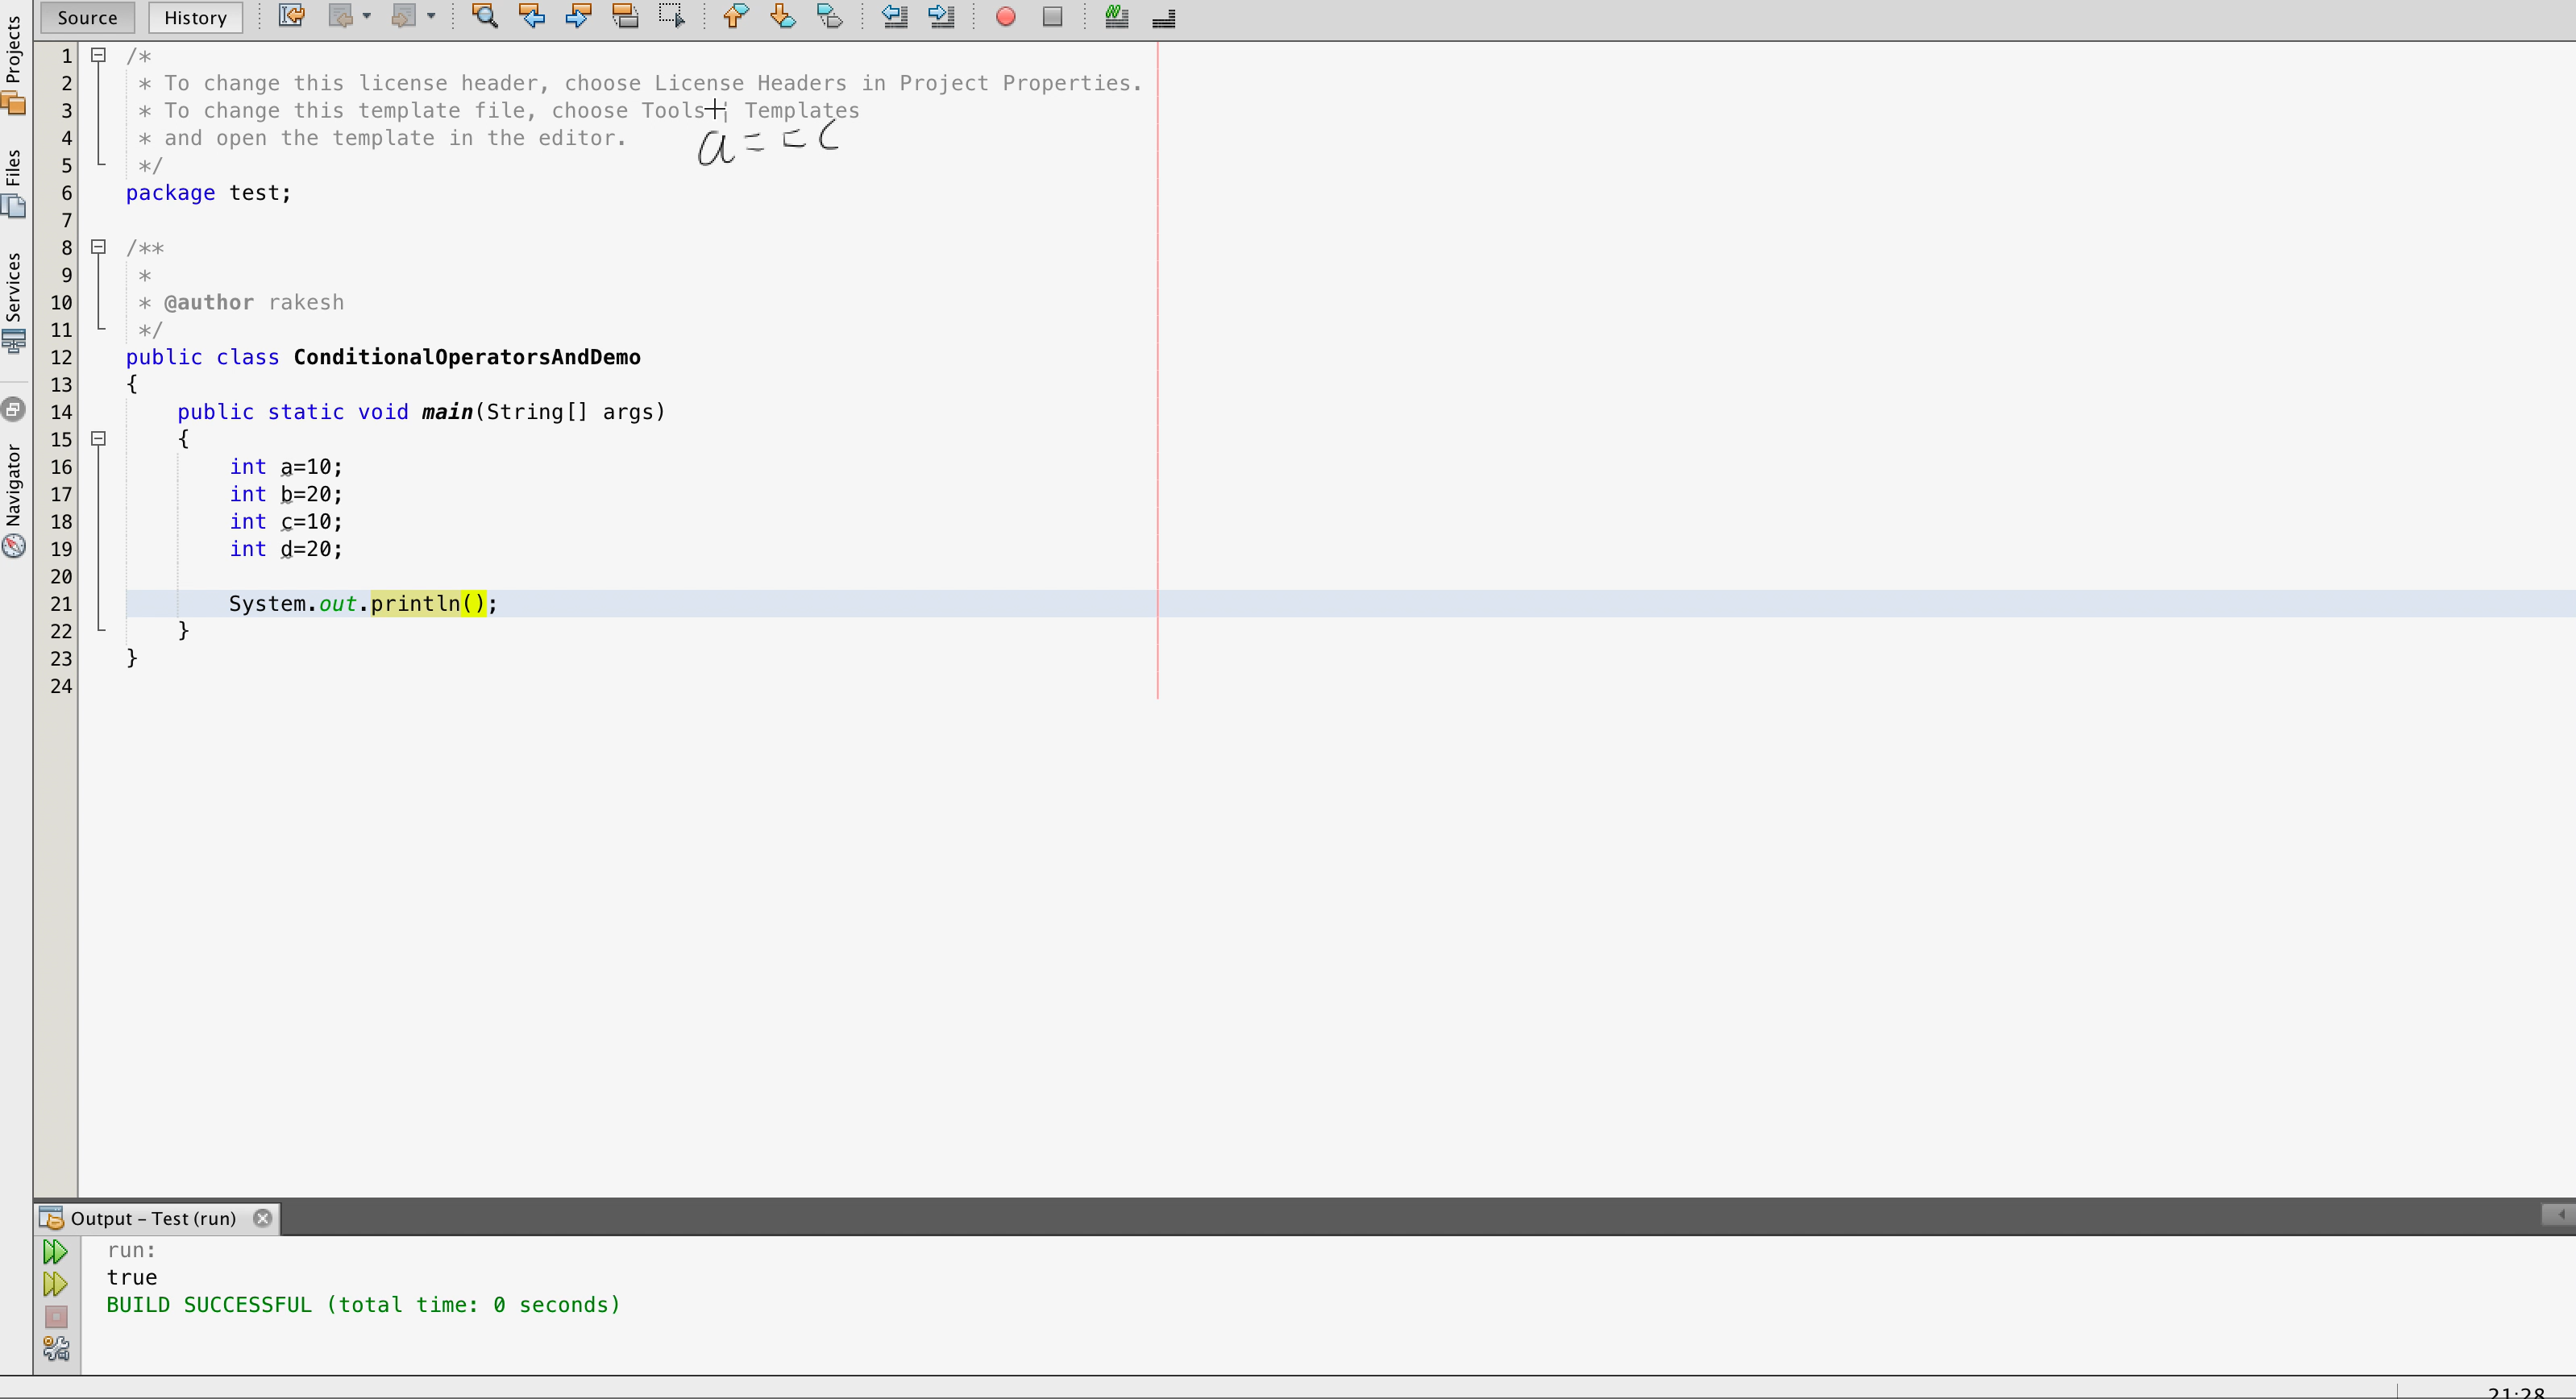 Source History
Projects
Files
Services
Navigator
1 /*
2 * To change this license header, choose License Headers in Project Properties.
3 * To change this template file, choose Tools | Templates
4 * and open the template in the editor.
a = = c
5 */
6 package test;
7
8 /**
9 *
10 * @author rakesh
11 */
12 public class ConditionalOperatorsAndDemo
13 {
14 public static void main(String[] args)
15 {
16 int a=10;
17 int b=20;
18 int c=10;
19 int d=20;
20
21 System.out.println();
22 }
23 }
24
Output – Test (run)
run:
true
BUILD SUCCESSFUL (total time: 0 seconds)
21:28